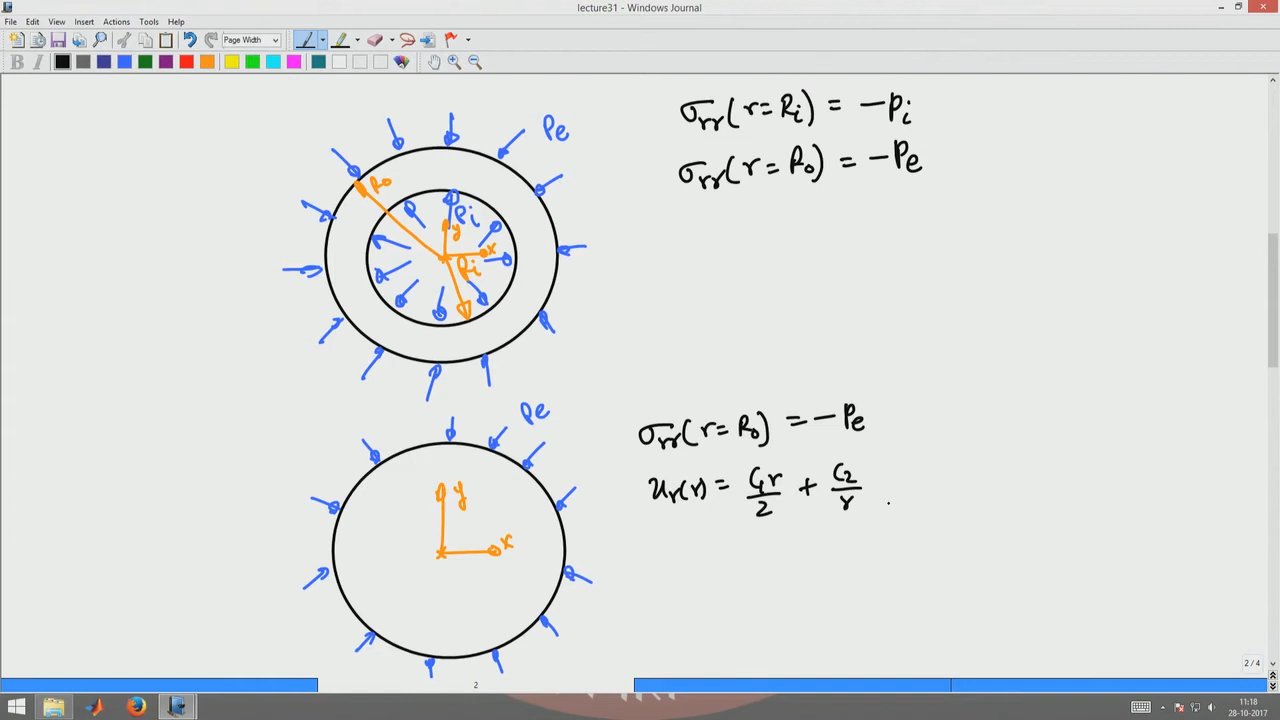 lecture31 - Windows Journal
File Edit View Insert Actions Tools Help
Page Width
B I
σrr(r=Ri) = -Pi
σrr(r=Ro) = -Pe
Pe
Ro
Pi
y
x
Ri
Pe
y
x
σrr(r=Ro) = -Pe
ur(r) = C1r/2 + C2/r
2 / 4
2
11:18
28-10-2017